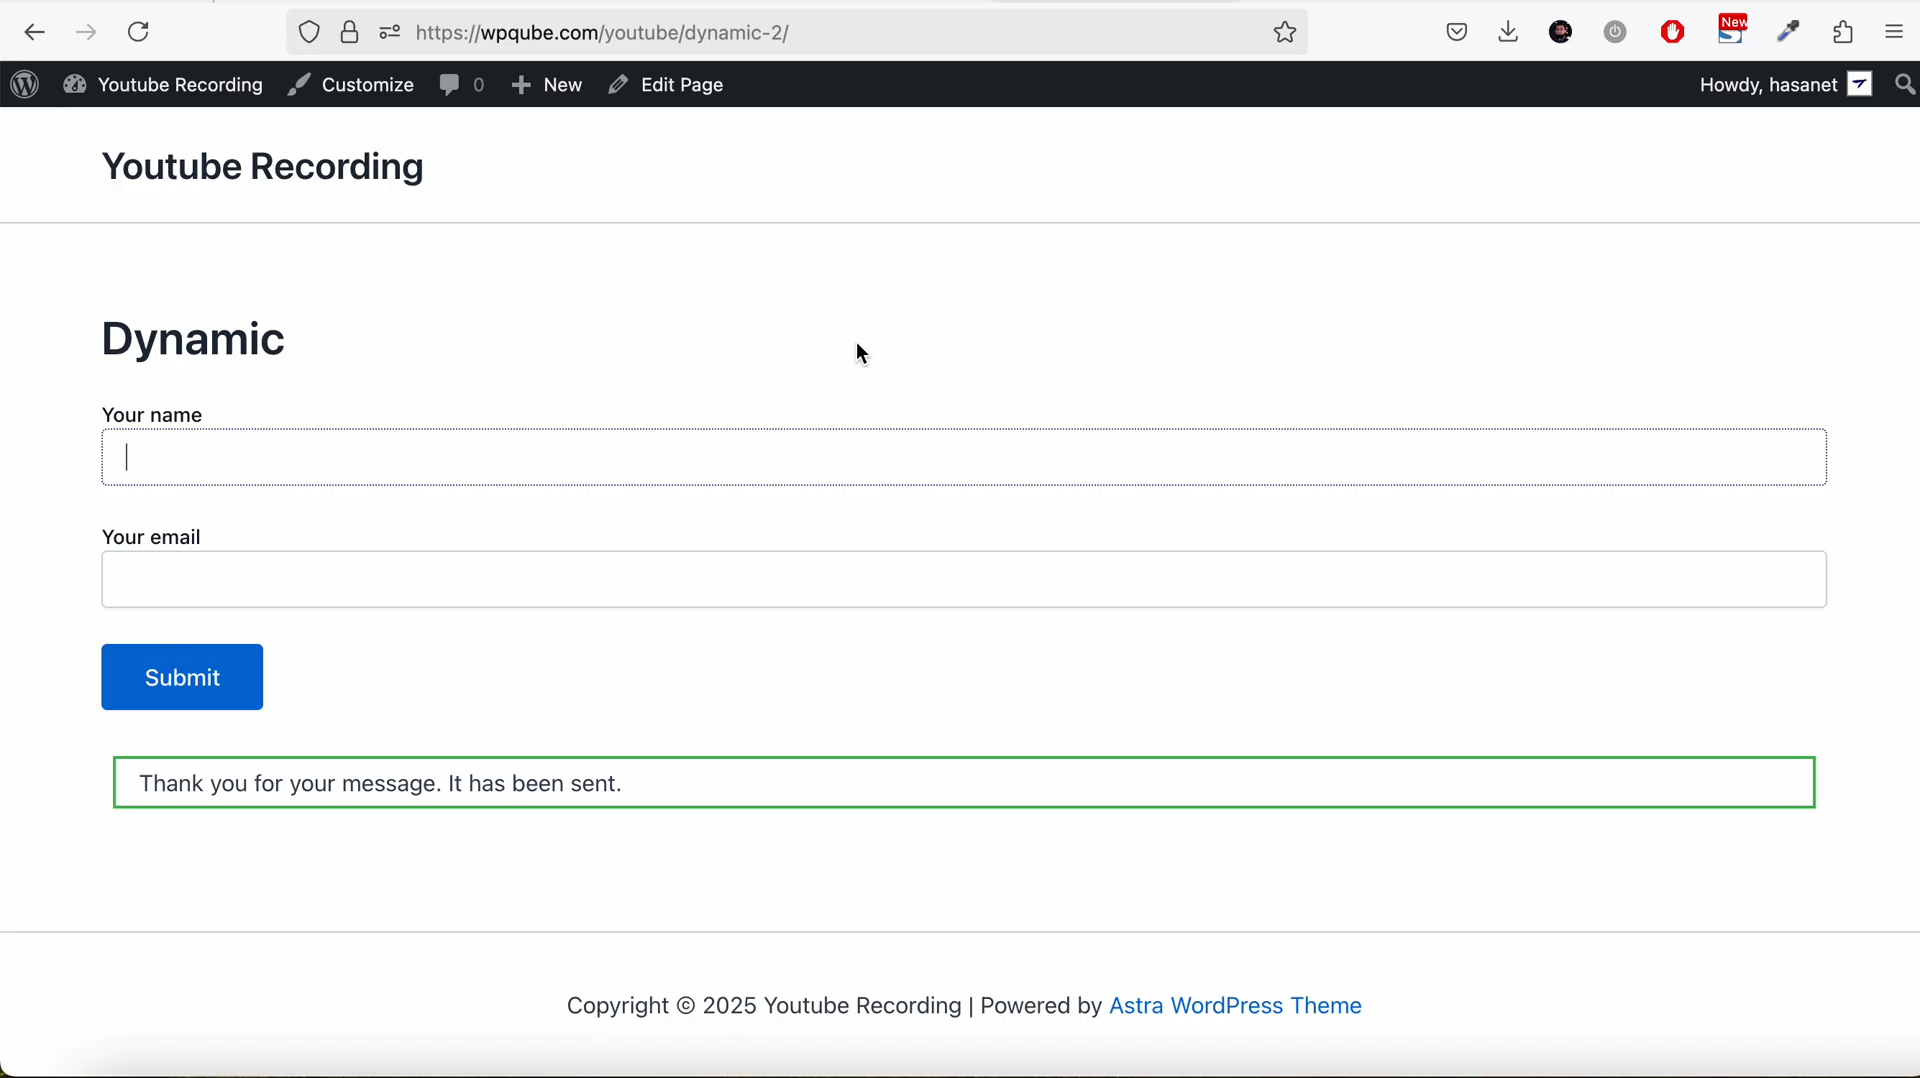 https://wpqube.com/youtube/dynamic-2/
New
Youtube Recording Customize 0 New Edit Page Howdy, hasanet
Youtube Recording
Dynamic
Your name
Your email
Submit
Thank you for your message. It has been sent.
Copyright © 2025 Youtube Recording | Powered by Astra WordPress Theme